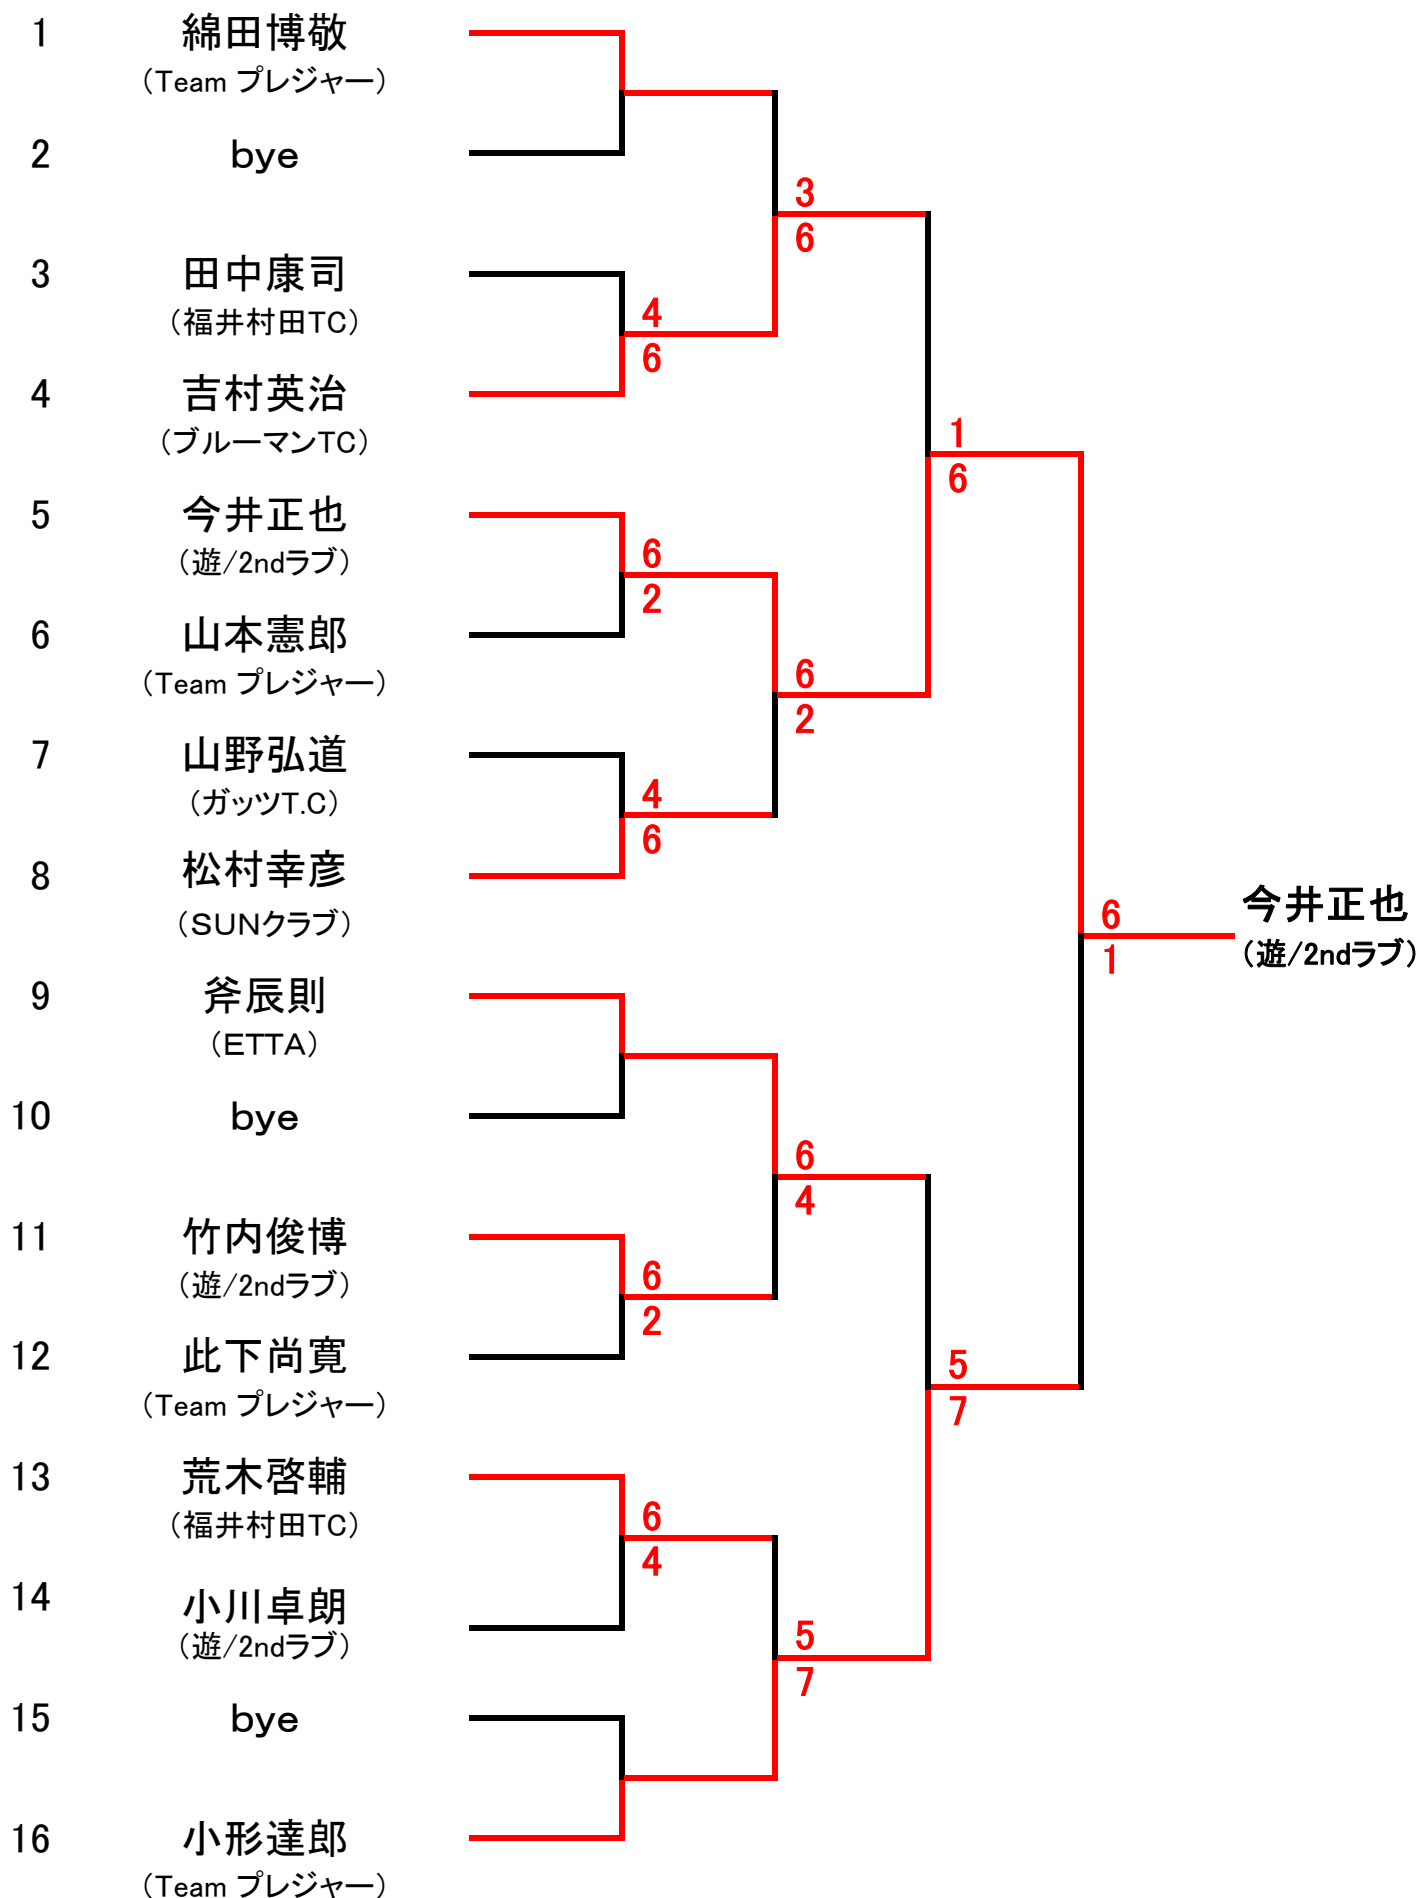 1 綿田博敬
（Team プレジャー）
2 bye
3
6
3 田中康司
（福井村田TC）
4
6
4 吉村英治
（ブルーマンTC）
1
6
5 今井正也
（遊/2ndラブ）
6
2
6 山本憲郎
（Team プレジャー）
6
2
7 山野弘道
（ガッツT.C）
4
6
8 松村幸彦
（SUNクラブ）
6
1
今井正也
（遊/2ndラブ）
9 斧辰則
（ETTA）
10 bye
6
4
11 竹内俊博
（遊/2ndラブ）
6
2
12 此下尚寛
（Team プレジャー）
5
7
13 荒木啓輔
（福井村田TC）
6
4
14 小川卓朗
（遊/2ndラブ）
5
7
15 bye
16 小形達郎
（Team プレジャー）